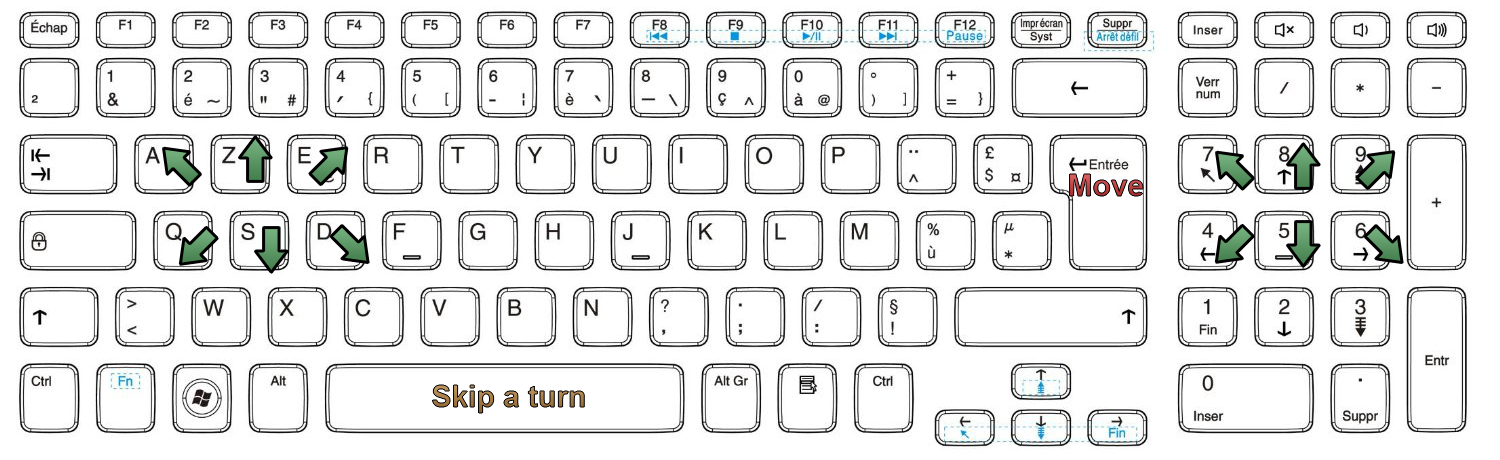 Échap F1 F2 F3 F4 F5 F6 F7 F8 F9 F10 F11 F12 Impr écran Suppr Inser
Pause Syst Arrêt défil
1 2 3 4 5 6 7 8 9 0 ° + ← Verr / * −
² & é ~ " # ' { ( [ - ¦ è ` — \ ç ^ à @ ) ] = } num
A Z E R T Y U I O P ¨ £ Entrée 7 8 9 +
^ $ ¤ Move
Q S D F G H J K L M % µ 4 5 6
ù *
> W X C V B N ? . / § 1 2 3
< , ; : ! Fin
Ctrl Fn Alt Skip a turn Alt Gr Ctrl 0 . Entr
Fin Inser Suppr